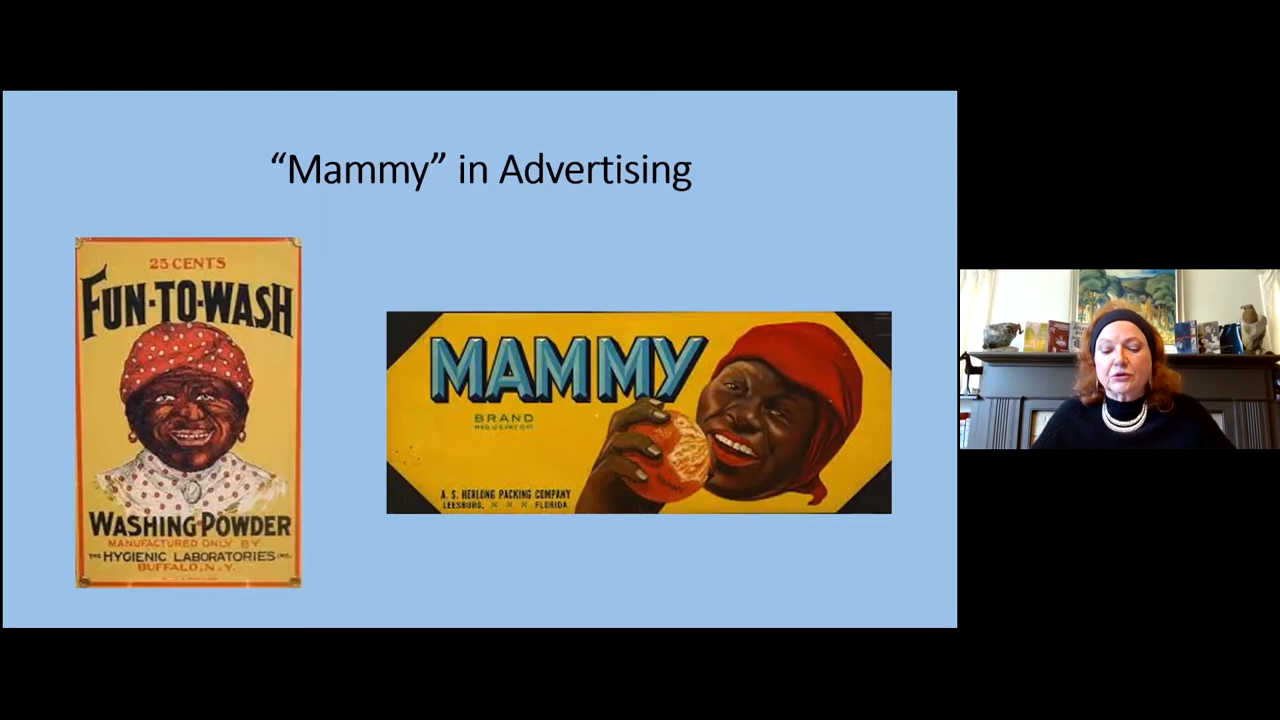 “Mammy” in Advertising
25 CENTS
FUN-TO-WASH
WASHING POWDER
MANUFACTURED ONLY BY
THE HYGIENIC LABORATORIES INC.
BUFFALO, N.Y.
MAMMY
BRAND
A. S. HERLONG PACKING COMPANY
LEESBURG, FLORIDA